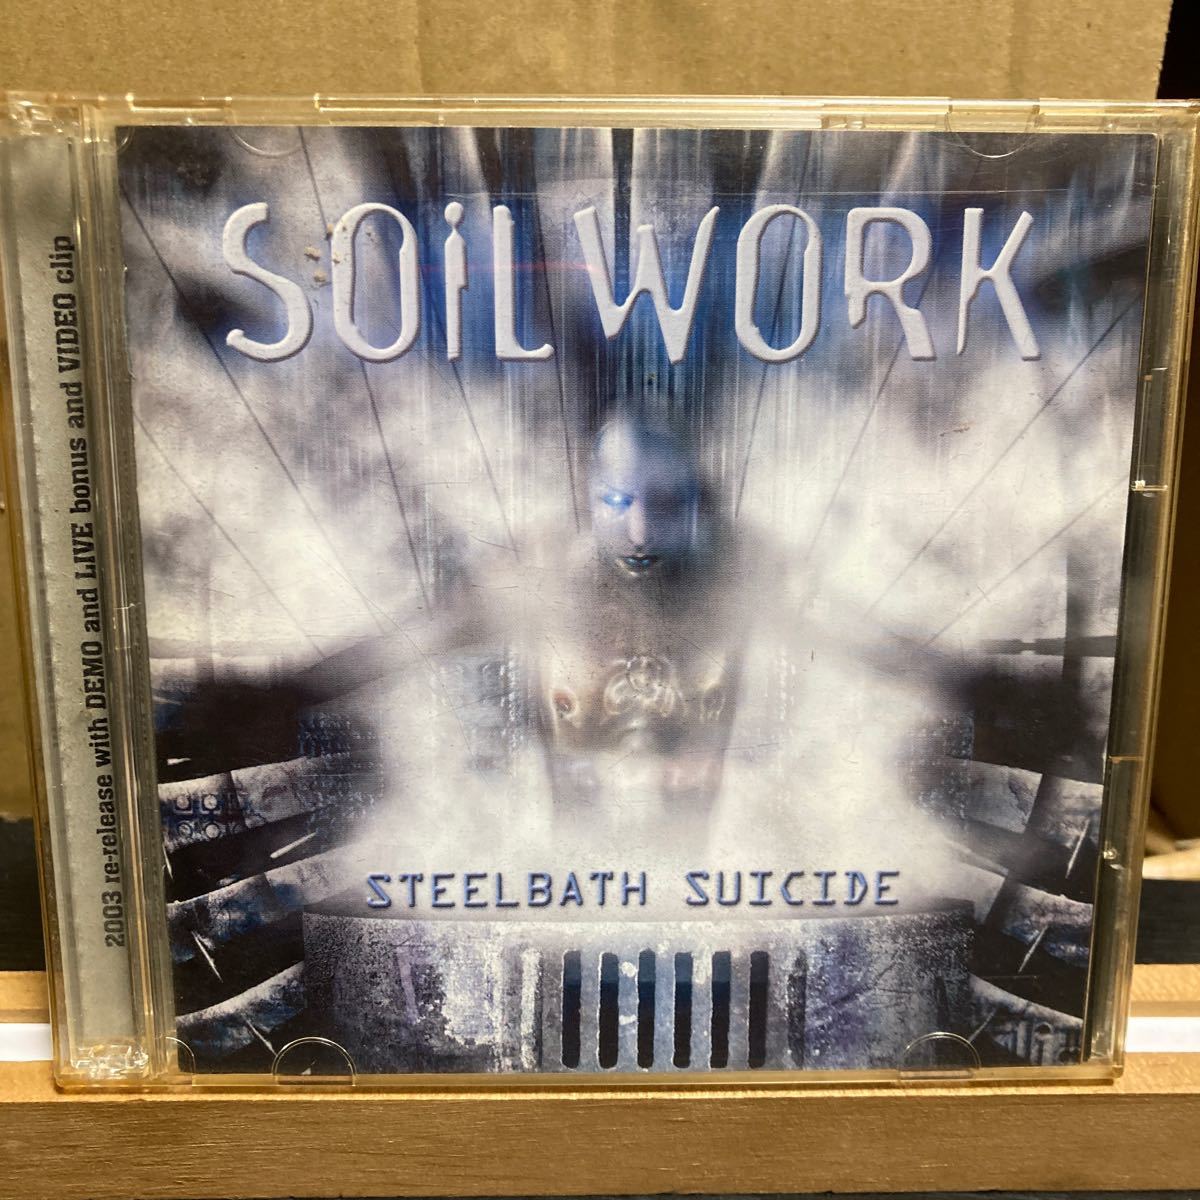 SOiLWORK
STEELBATH SUICIDE
2003 re-release with DEMO and LIVE bonus and VIDEO clip